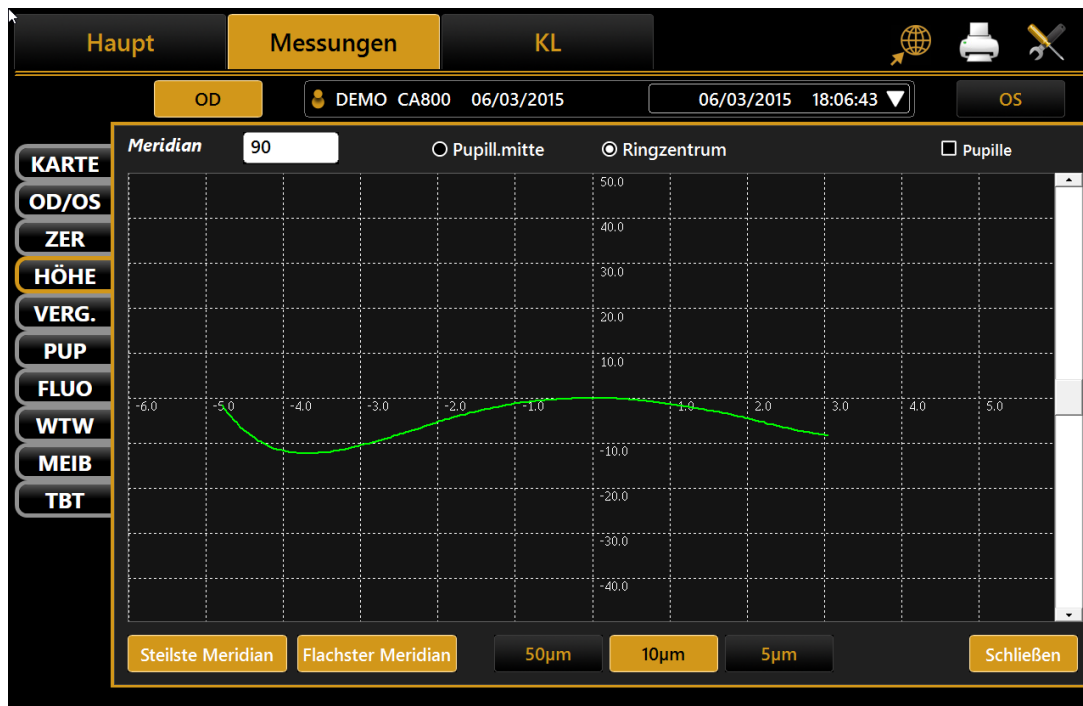 Haupt Messungen KL
OD DEMO CA800 06/03/2015 06/03/2015 18:06:43 OS
Meridian 90 Pupill.mitte Ringzentrum Pupille
KARTE
OD/OS
ZER
HÖHE
VERG.
PUP
FLUO
WTW
MEIB
TBT
50.0
40.0
30.0
20.0
10.0
-6.0 -5.0 -4.0 -3.0 -2.0 -1.0 1.0 2.0 3.0 4.0 5.0
-10.0
-20.0
-30.0
-40.0
Steilste Meridian Flachster Meridian 50µm 10µm 5µm Schließen